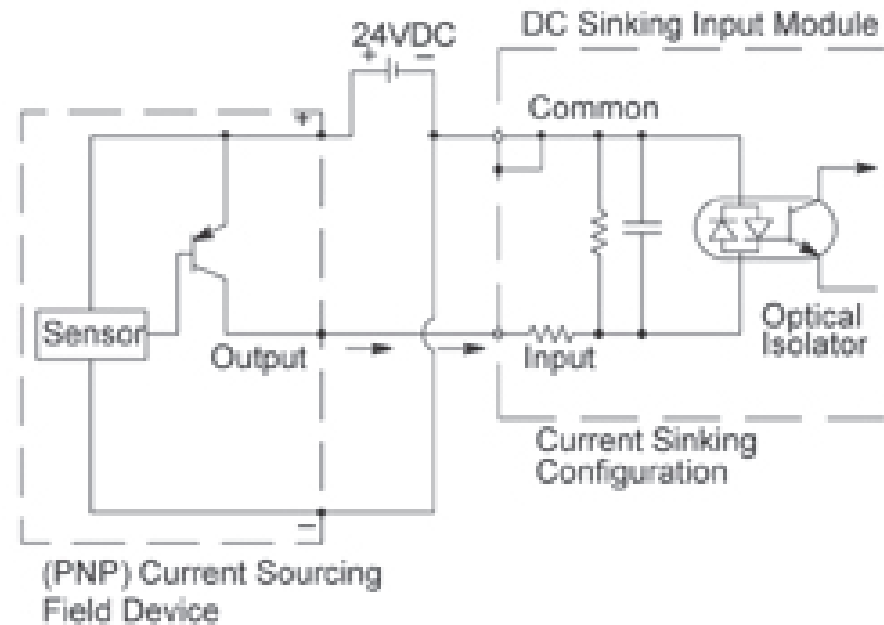 24VDC
+ −
DC Sinking Input Module
Common
+
Sensor
Output
Input
Optical
Isolator
Current Sinking
Configuration
−
(PNP) Current Sourcing
Field Device